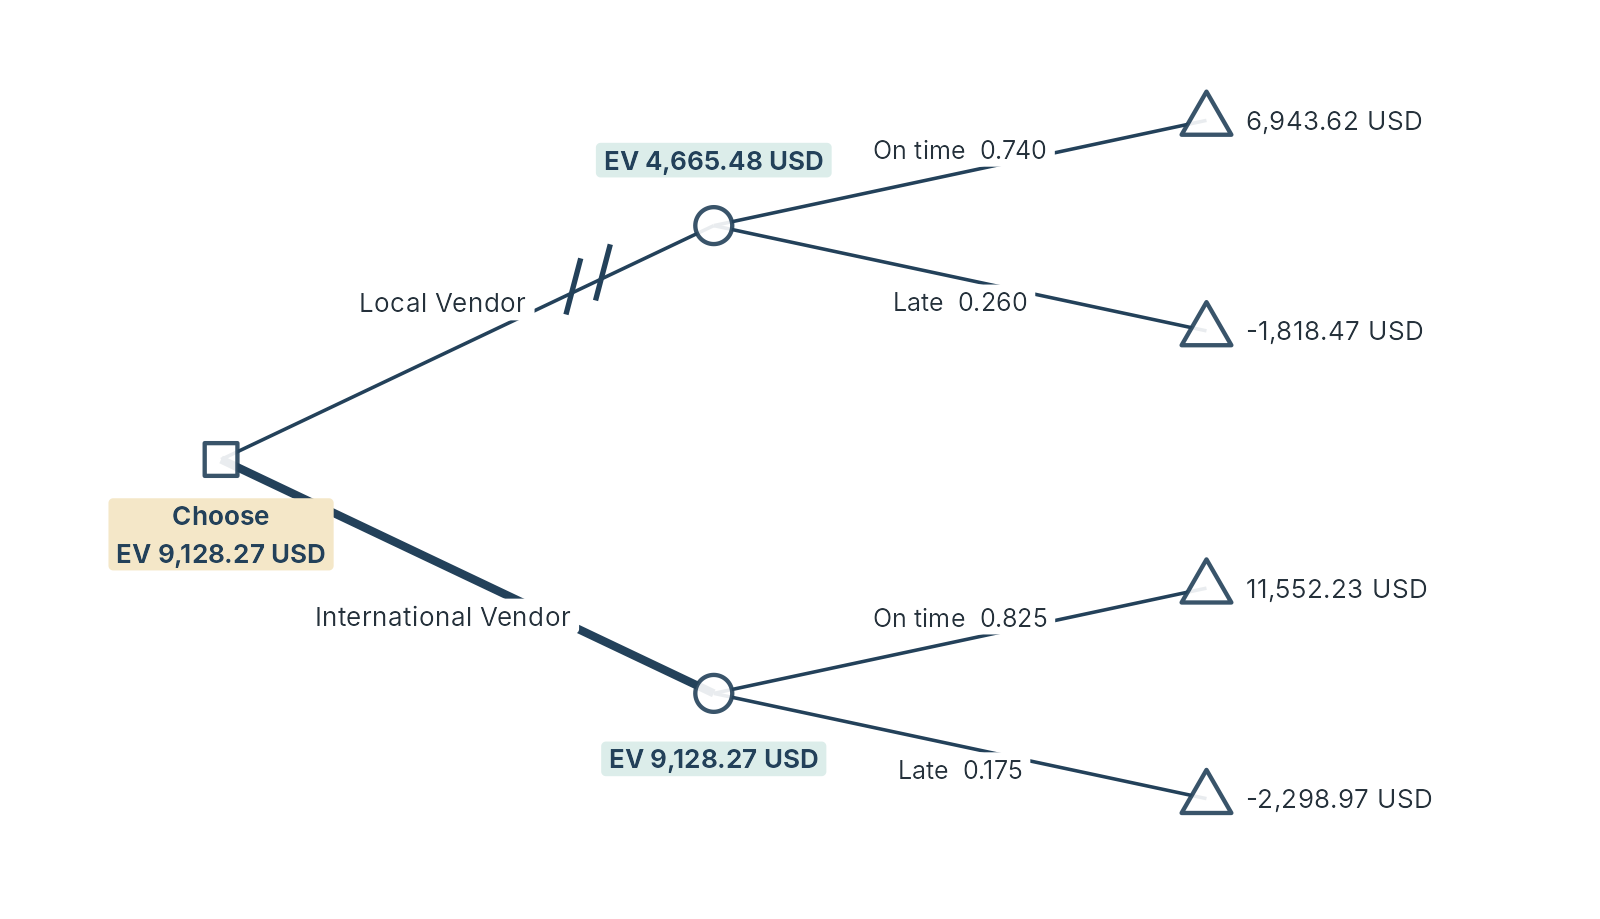 6,943.62 USD
On time 0.740
EV 4,665.48 USD
Local Vendor
Late 0.260
-1,818.47 USD
Choose
EV 9,128.27 USD
International Vendor
11,552.23 USD
On time 0.825
EV 9,128.27 USD
Late 0.175
-2,298.97 USD